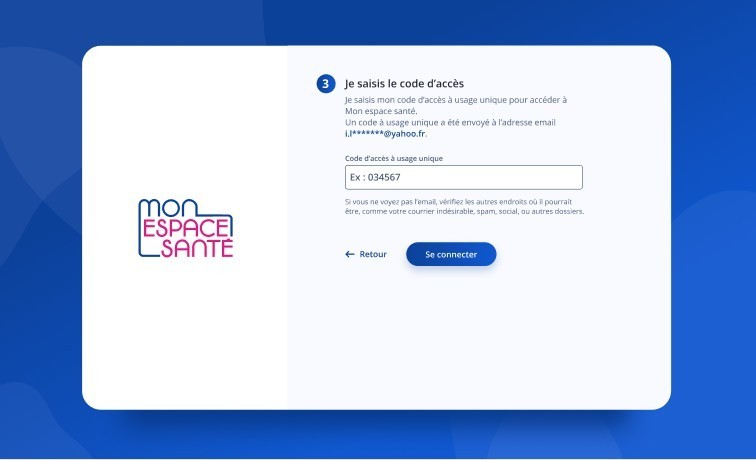 mon
ESPACE
SANTÉ
3 Je saisis le code d’accès
Je saisis mon code d’accès à usage unique pour accéder à
Mon espace santé.
Un code à usage unique a été envoyé à l’adresse email
i.l*******@yahoo.fr.
Code d’accès à usage unique
Ex : 034567
Si vous ne voyez pas l’email, vérifiez les autres endroits où il pourrait
être, comme votre courrier indésirable, spam, social, ou autres dossiers.
← Retour Se connecter